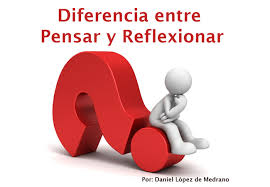 Diferencia entre
Pensar y Reflexionar
Por: Daniel López de Medrano